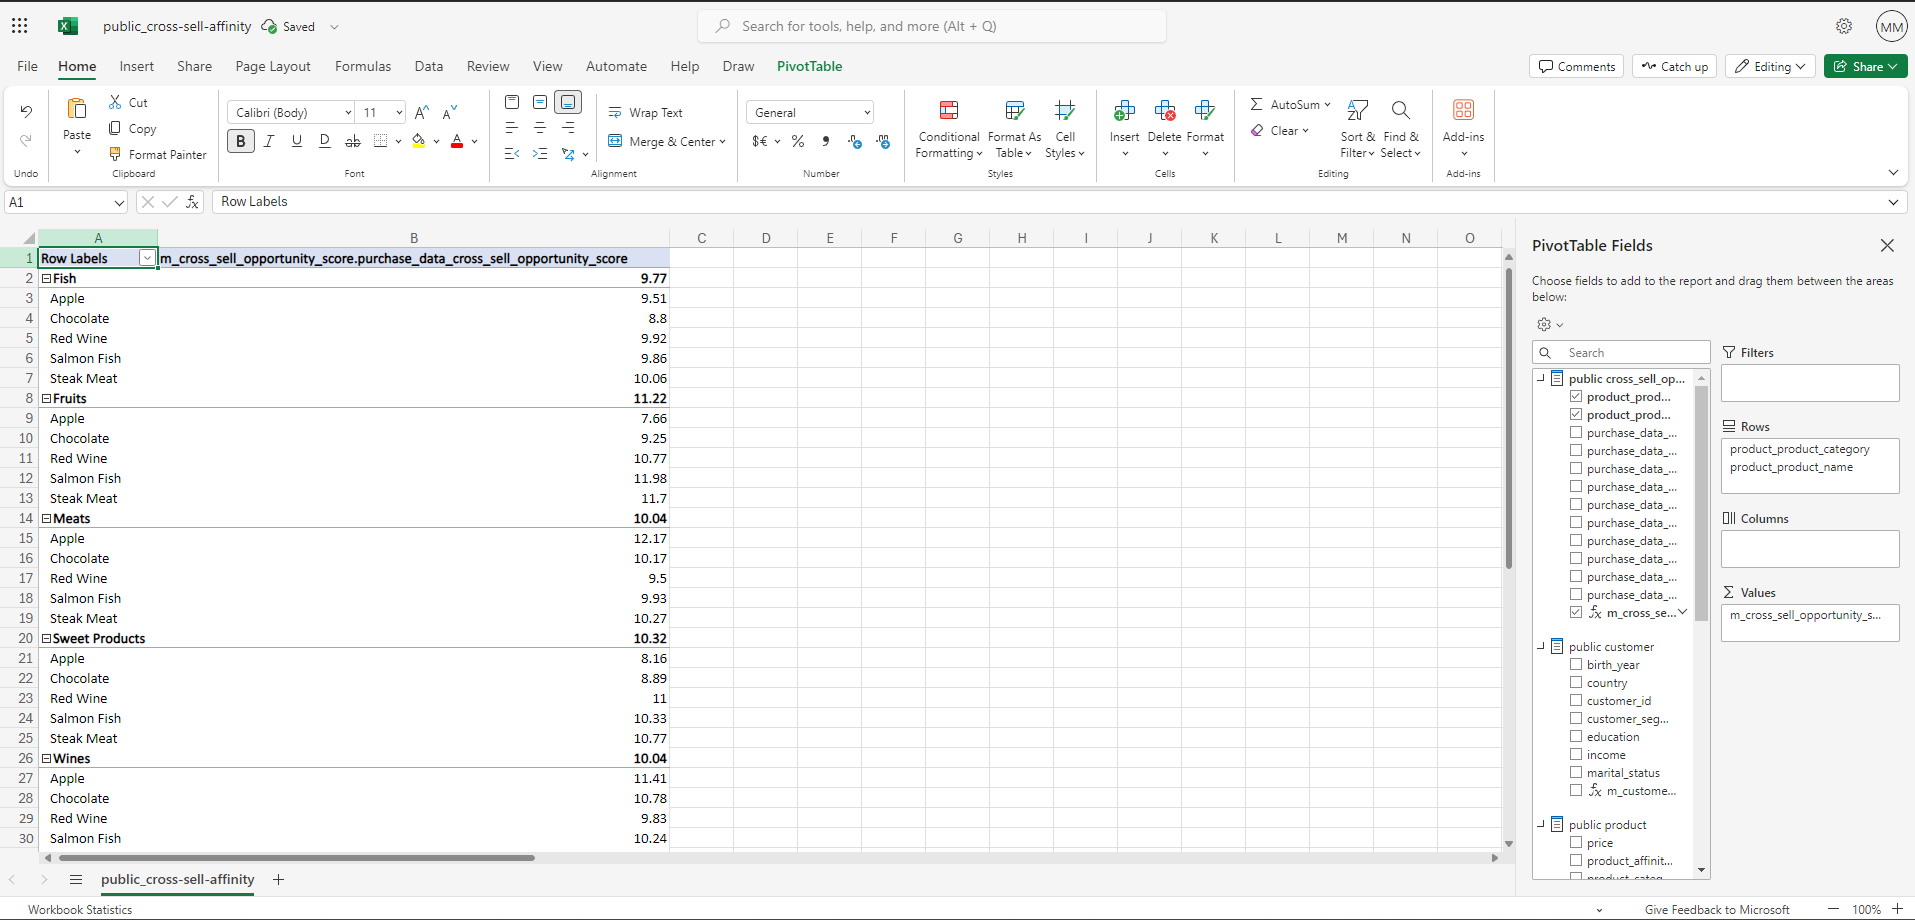 public_cross-sell-affinity Saved
Search for tools, help, and more (Alt + Q)
MM
File Home Insert Share Page Layout Formulas Data Review View Automate Help Draw PivotTable
Comments Catch up Editing Share
Paste
Cut
Copy
Format Painter
Calibri (Body) 11
B I U D ab
Wrap Text
Merge & Center
General
$€ %
Conditional Formatting
Format As Table
Cell Styles
Insert Delete Format
AutoSum
Clear
Sort & Filter
Find & Select
Add-ins
Undo Clipboard Font Alignment Number Styles Cells Editing Add-ins
A1 fx Row Labels
A B C D E F G H I J K L M N O
1 Row Labels m_cross_sell_opportunity_score.purchase_data_cross_sell_opportunity_score
2 Fish 9.77
3 Apple 9.51
4 Chocolate 8.8
5 Red Wine 9.92
6 Salmon Fish 9.86
7 Steak Meat 10.06
8 Fruits 11.22
9 Apple 7.66
10 Chocolate 9.25
11 Red Wine 10.77
12 Salmon Fish 11.98
13 Steak Meat 11.7
14 Meats 10.04
15 Apple 12.17
16 Chocolate 10.17
17 Red Wine 9.5
18 Salmon Fish 9.93
19 Steak Meat 10.27
20 Sweet Products 10.32
21 Apple 8.16
22 Chocolate 8.89
23 Red Wine 11
24 Salmon Fish 10.33
25 Steak Meat 10.77
26 Wines 10.04
27 Apple 11.41
28 Chocolate 10.78
29 Red Wine 9.83
30 Salmon Fish 10.24
PivotTable Fields
Choose fields to add to the report and drag them between the areas
below:
Search
public cross_sell_op...
product_prod...
product_prod...
purchase_data_...
purchase_data_...
purchase_data_...
purchase_data_...
purchase_data_...
purchase_data_...
purchase_data_...
purchase_data_...
purchase_data_...
purchase_data_...
fx m_cross_se...
public customer
birth_year
country
customer_id
customer_seg...
education
income
marital_status
fx m_custome...
public product
price
product_affinit...
product_categ...
Filters
Rows
product_product_category
product_product_name
Columns
Values
m_cross_sell_opportunity_s...
public_cross-sell-affinity
Workbook Statistics
Give Feedback to Microsoft 100%